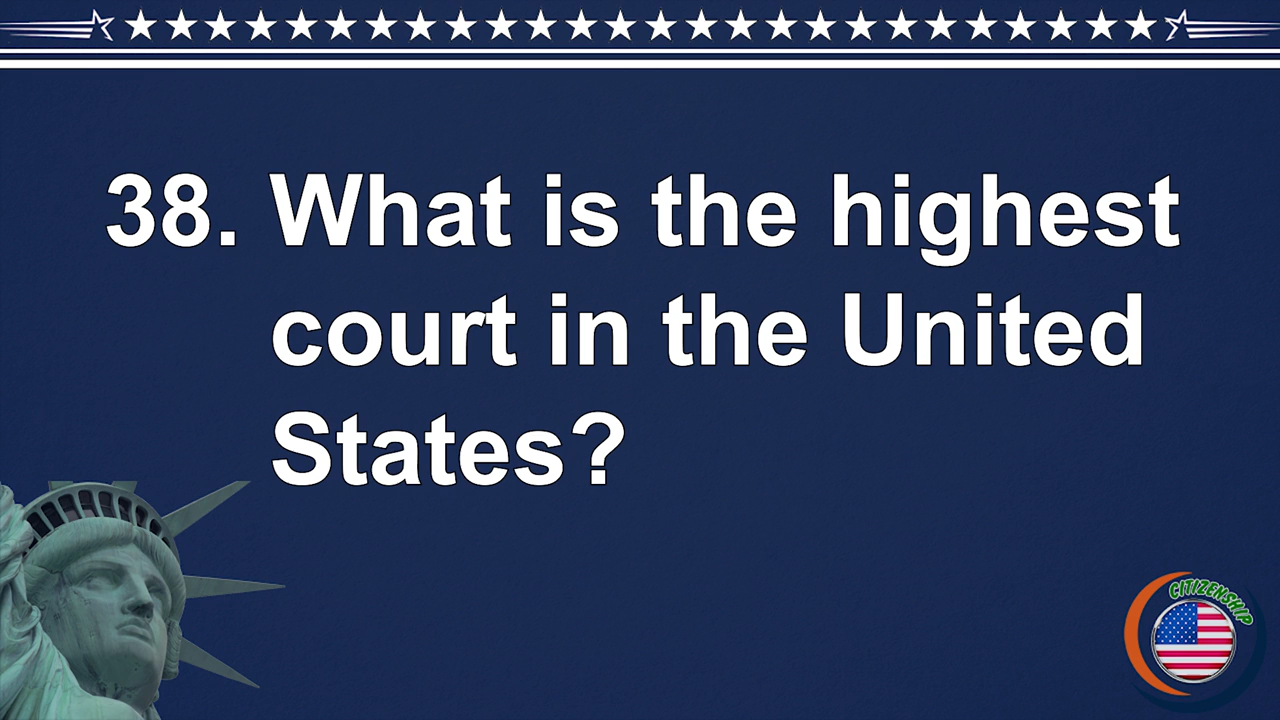 38. What is the highest
court in the United
States?
CITIZENSHIP